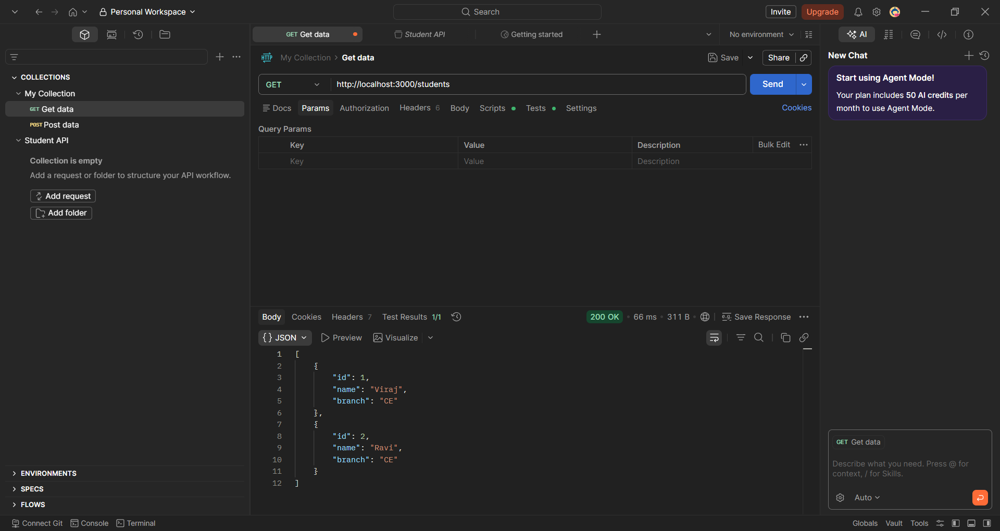 Personal Workspace
Search
Invite
Upgrade
GET Get data
Student API
Getting started
No environment
AI
COLLECTIONS
My Collection
GET Get data
POST Post data
Student API
Collection is empty
Add a request or folder to structure your API workflow.
Add request
Add folder
ENVIRONMENTS
SPECS
FLOWS
HTTP My Collection > Get data
Save
Share
GET
http://localhost:3000/students
Send
Docs Params Authorization Headers 6 Body Scripts Tests Settings
Cookies
Query Params
Key Value Description Bulk Edit
Key Value Description
Body Cookies Headers 7 Test Results 1/1
200 OK 66 ms 311 B e.g. Save Response
{} JSON Preview Visualize
1 [
2 {
3 "id": 1,
4 "name": "Viraj",
5 "branch": "CE"
6 },
7 {
8 "id": 2,
9 "name": "Ravi",
10 "branch": "CE"
11 }
12 ]
New Chat
Start using Agent Mode!
Your plan includes 50 AI credits per
month to use Agent Mode.
GET Get data
Describe what you need. Press @ for
context, / for Skills.
Auto
Connect Git Console Terminal
Globals Vault Tools